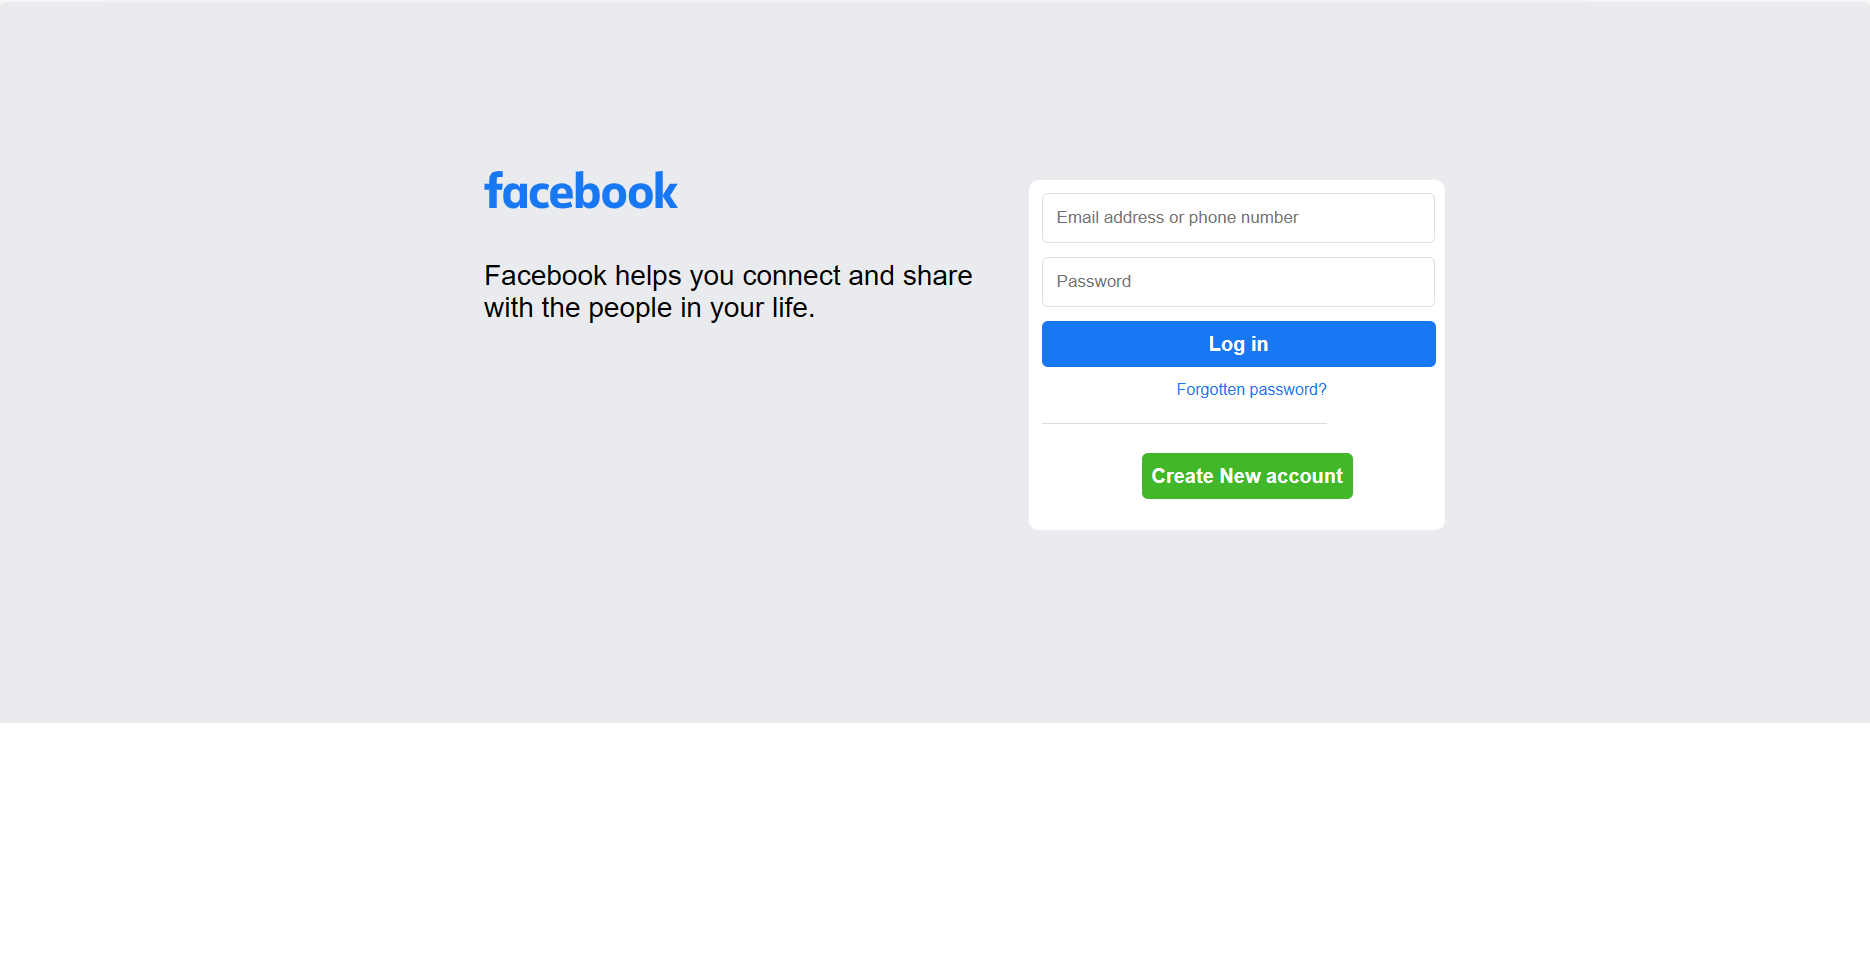 facebook
Facebook helps you connect and share
with the people in your life.
Email address or phone number
Password
Log in
Forgotten password?
Create New account